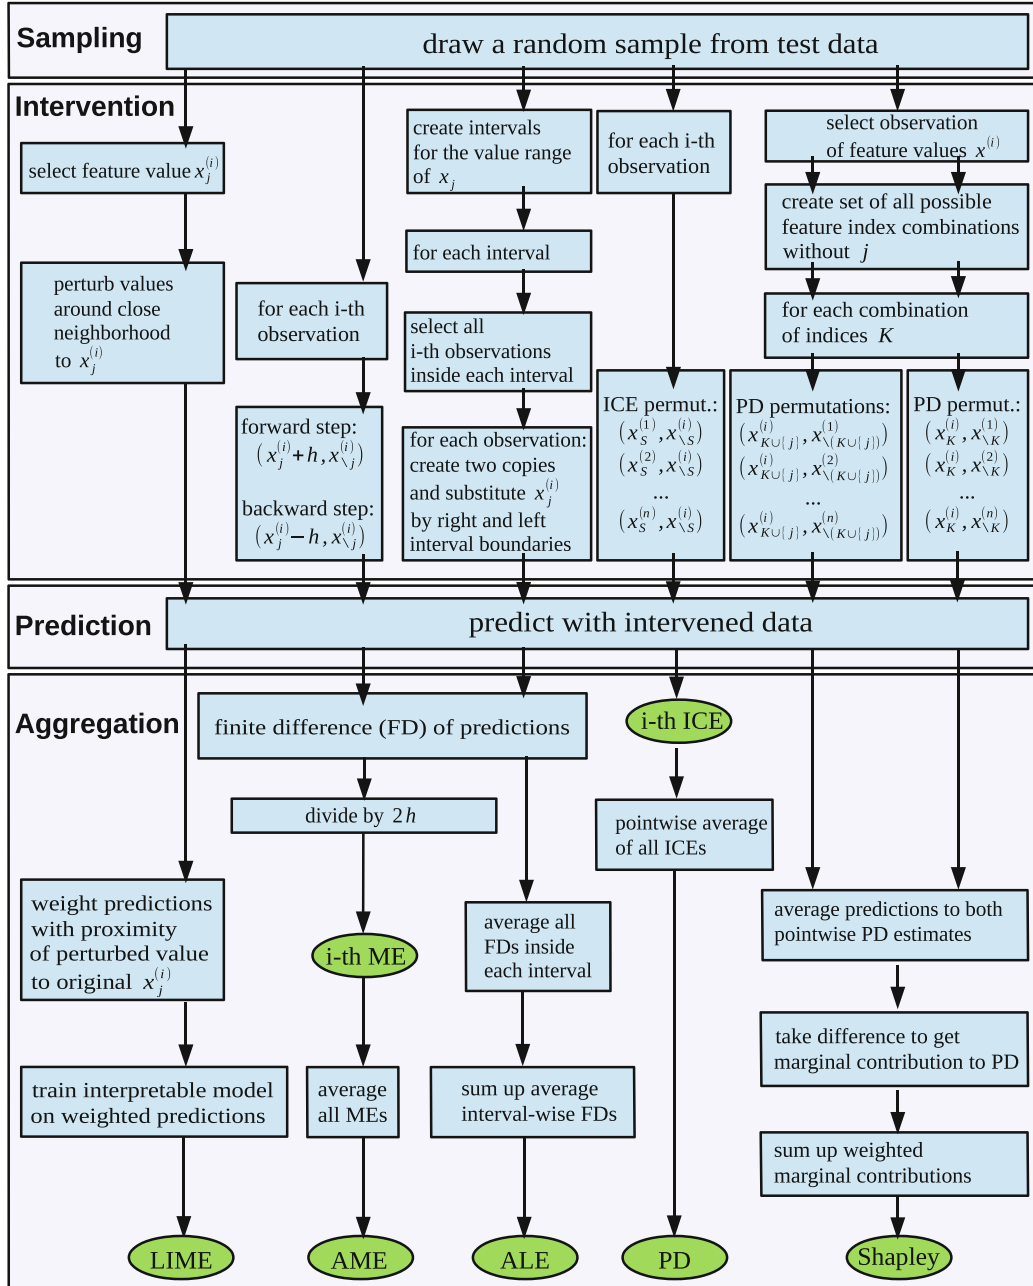 Sampling
draw a random sample from test data
Intervention
select feature value x_j^(i)
perturb values
around close
neighborhood
to x_j^(i)
for each i-th
observation
forward step:
(x_j^(i)+h, x_\j^(i))
backward step:
(x_j^(i)−h, x_\j^(i))
create intervals
for the value range
of x_j
for each interval
select all
i-th observations
inside each interval
for each observation:
create two copies
and substitute x_j^(i)
by right and left
interval boundaries
for each i-th
observation
ICE permut.:
(x_S^(1), x_\S^(i))
(x_S^(2), x_\S^(i))
...
(x_S^(n), x_\S^(i))
select observation
of feature values x^(i)
create set of all possible
feature index combinations
without j
for each combination
of indices K
PD permutations:
(x_K∪{j}^(i), x_\(K∪{j})^(1))
(x_K∪{j}^(i), x_\(K∪{j})^(2))
...
(x_K∪{j}^(i), x_\(K∪{j})^(n))
PD permut.:
(x_K^(i), x_\K^(1))
(x_K^(i), x_\K^(2))
...
(x_K^(i), x_\K^(n))
Prediction
predict with intervened data
Aggregation
finite difference (FD) of predictions
i-th ICE
divide by 2h
pointwise average
of all ICEs
weight predictions
with proximity
of perturbed value
to original x_j^(i)
i-th ME
average all
FDs inside
each interval
average predictions to both
pointwise PD estimates
take difference to get
marginal contribution to PD
train interpretable model
on weighted predictions
average
all MEs
sum up average
interval-wise FDs
sum up weighted
marginal contributions
LIME
AME
ALE
PD
Shapley